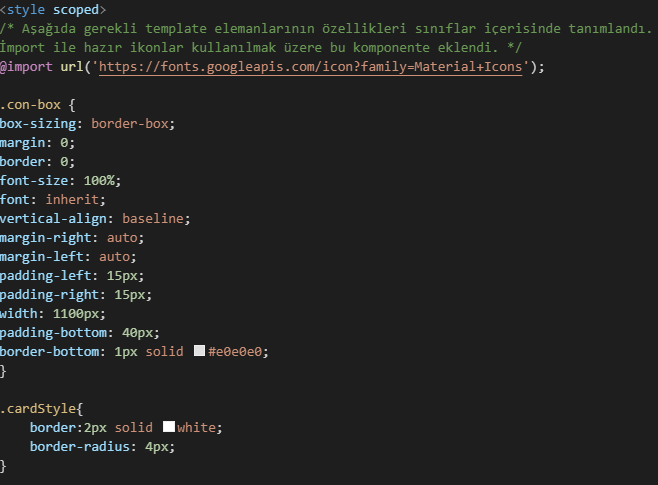 <style scoped>
/* Aşağıda gerekli template elemanlarının özellikleri sınıflar içerisinde tanımlandı.
İmport ile hazır ikonlar kullanılmak üzere bu komponente eklendi. */
@import url('https://fonts.googleapis.com/icon?family=Material+Icons');
.con-box {
box-sizing: border-box;
margin: 0;
border: 0;
font-size: 100%;
font: inherit;
vertical-align: baseline;
margin-right: auto;
margin-left: auto;
padding-left: 15px;
padding-right: 15px;
width: 1100px;
padding-bottom: 40px;
border-bottom: 1px solid #e0e0e0;
}
.cardStyle{
border:2px solid white;
border-radius: 4px;
}